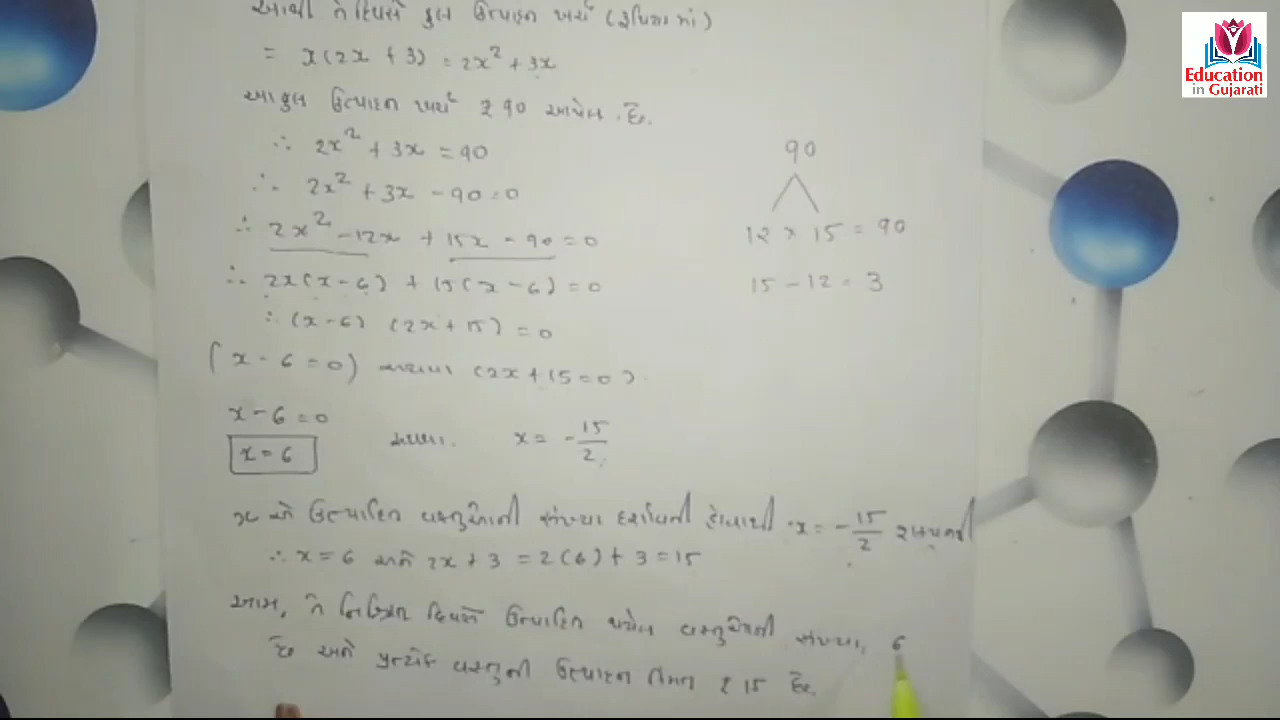 આથી તે દિવસે કુલ ઉત્પાદન ખર્ચ (રૂપિયામાં)
= x(2x + 3) = 2x² + 3x
આ કુલ ઉત્પાદન ખર્ચ ₹ 90 આપેલ છે.
∴ 2x² + 3x = 90
∴ 2x² + 3x - 90 = 0
∴ 2x² - 12x + 15x - 90 = 0
∴ 2x(x - 6) + 15(x - 6) = 0
∴ (x - 6) (2x + 15) = 0
(x - 6 = 0) અથવા (2x + 15 = 0).
x - 6 = 0
x = 6 અથવા. x = - 15/2
x એ ઉત્પાદિત વસ્તુઓની સંખ્યા દર્શાવતી હોવાથી x = - 15/2 શક્ય નથી
∴ x = 6 અને 2x + 3 = 2(6) + 3 = 15
આમ, તે નિશ્ચિત દિવસે ઉત્પાદિત થયેલ વસ્તુઓની સંખ્યા, 6
છે અને પ્રત્યેક વસ્તુની ઉત્પાદન કિંમત ₹ 15 છે.
90
12 × 15 = 90
15 - 12 = 3
Education
in Gujarati